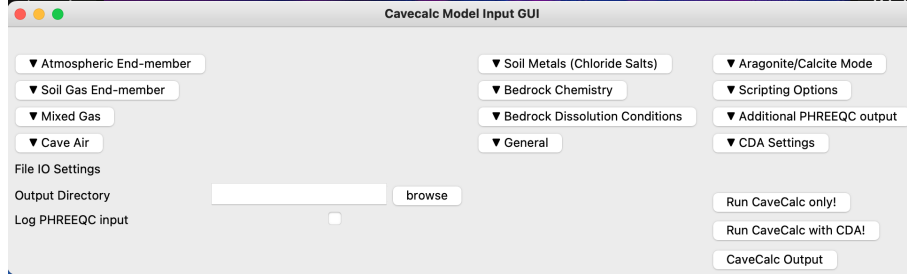 Cavecalc Model Input GUI
▼ Atmospheric End-member ▼ Soil Metals (Chloride Salts) ▼ Aragonite/Calcite Mode
▼ Soil Gas End-member ▼ Bedrock Chemistry ▼ Scripting Options
▼ Mixed Gas ▼ Bedrock Dissolution Conditions ▼ Additional PHREEQC output
▼ Cave Air ▼ General ▼ CDA Settings
File IO Settings
Output Directory browse
Run CaveCalc only!
Log PHREEQC input
Run CaveCalc with CDA!
CaveCalc Output